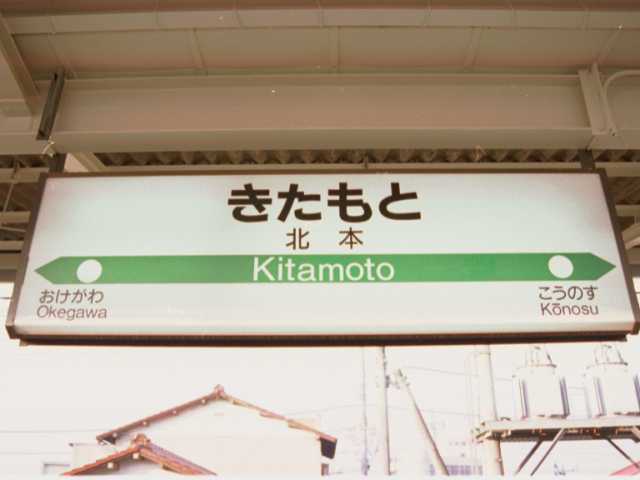 きたもと
北本
Kitamoto
おけがわ
Okegawa
こうのす
Kōnosu